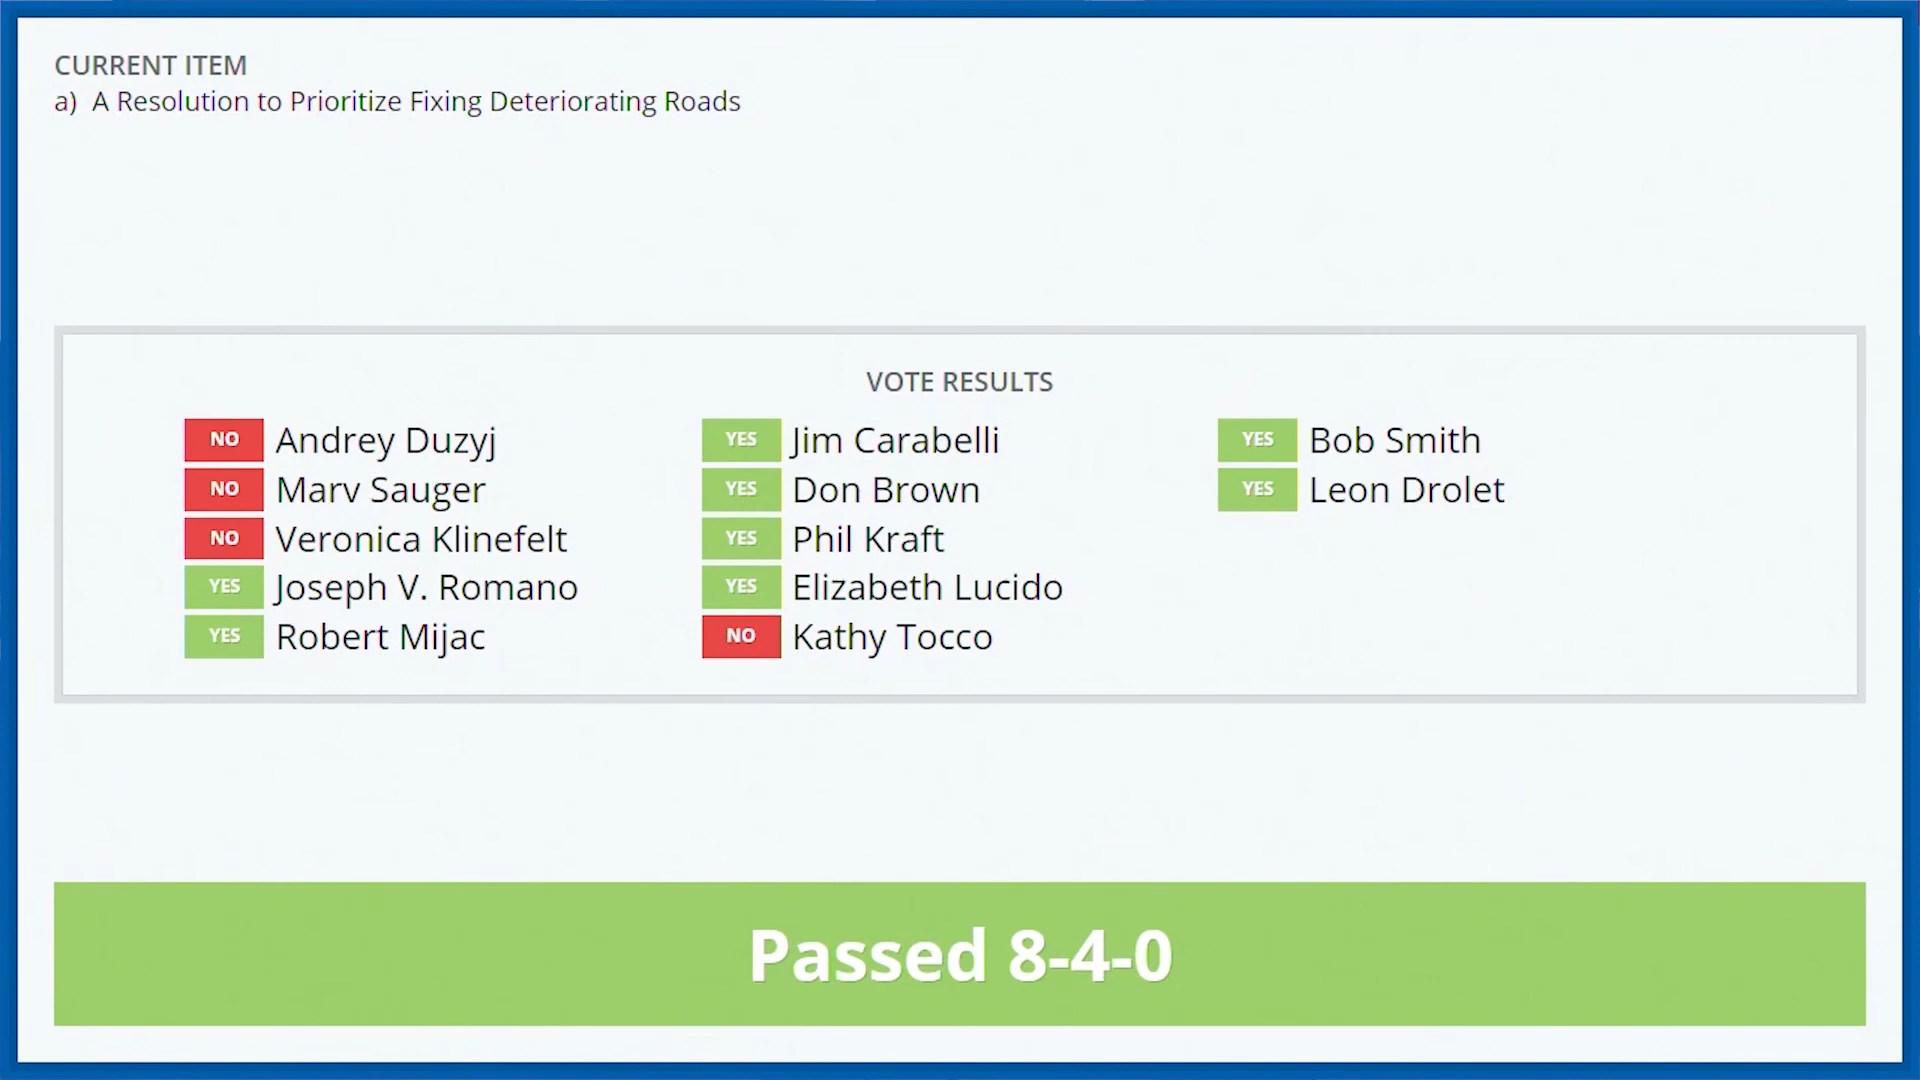 CURRENT ITEM
a) A Resolution to Prioritize Fixing Deteriorating Roads
VOTE RESULTS
NO Andrey Duzyj
NO Marv Sauger
NO Veronica Klinefelt
YES Joseph V. Romano
YES Robert Mijac
YES Jim Carabelli
YES Don Brown
YES Phil Kraft
YES Elizabeth Lucido
NO Kathy Tocco
YES Bob Smith
YES Leon Drolet
Passed 8-4-0